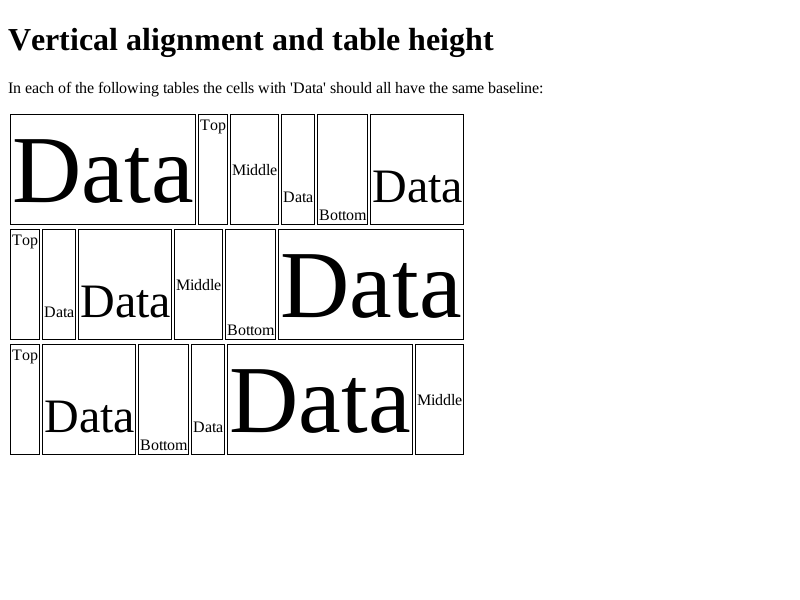 Vertical alignment and table height
In each of the following tables the cells with 'Data' should all have the same baseline:
Data Top Middle Data Bottom Data
Top Data Data Middle Bottom Data
Top Data Bottom Data Data Middle